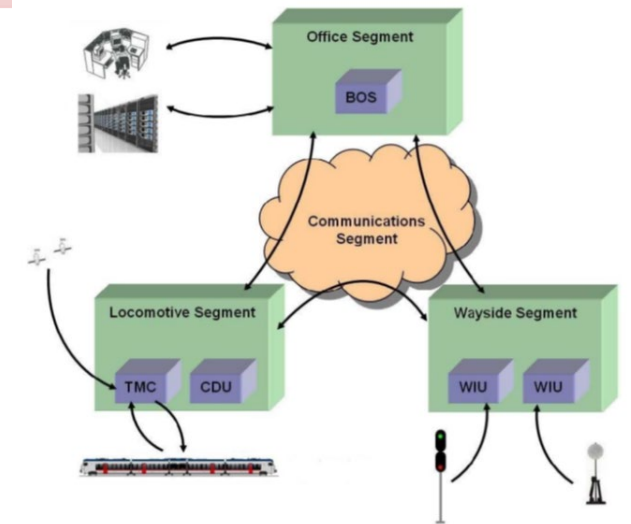 Office Segment
BOS
Communications
Segment
Locomotive Segment
TMC
CDU
Wayside Segment
WIU
WIU